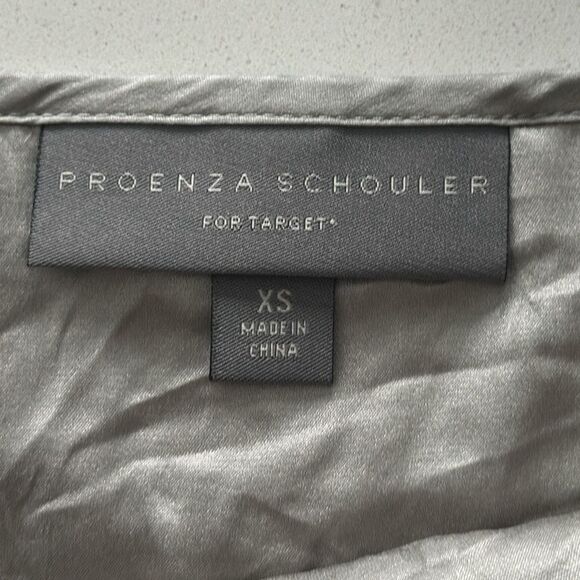 PROENZA SCHOULER
FOR TARGET*
XS
MADE IN
CHINA